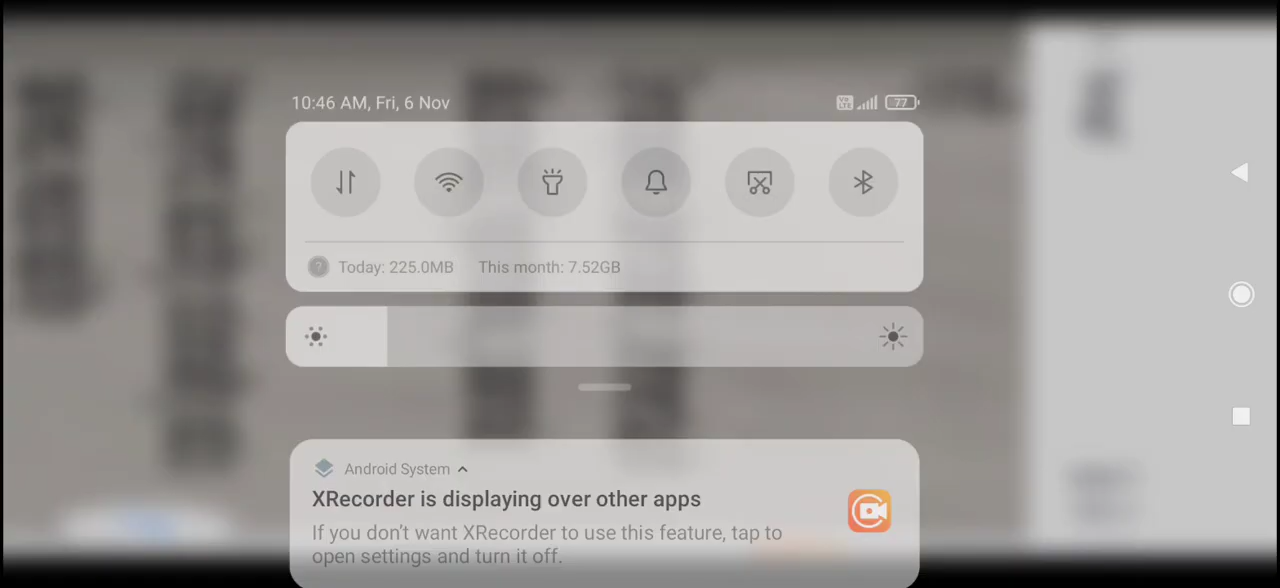 10:46 AM, Fri, 6 Nov
Vo LTE
77
Today: 225.0MB This month: 7.52GB
Android System
XRecorder is displaying over other apps
If you don't want XRecorder to use this feature, tap to
open settings and turn it off.